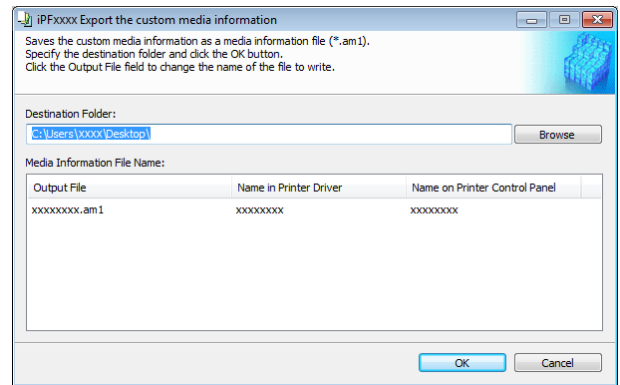 iPFxxxx Export the custom media information
Saves the custom media information as a media information file (*.am1).
Specify the destination folder and click the OK button.
Click the Output File field to change the name of the file to write.
Destination Folder:
C:\Users\xxxx\Desktop\
Browse
Media Information File Name:
Output File Name in Printer Driver Name on Printer Control Panel
xxxxxxxx.am1 xxxxxxxx xxxxxxxx
OK Cancel